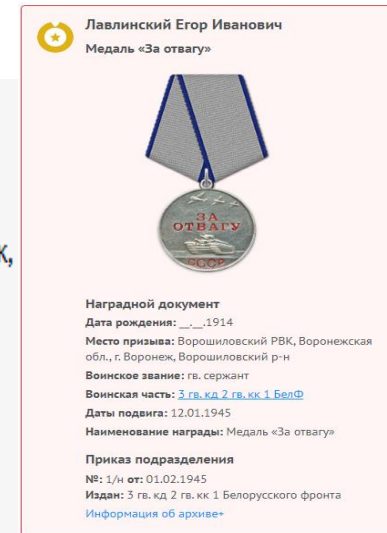 Лавлинский Егор Иванович
Медаль «За отвагу»
ЗА
ОТВАГУ
СССР
к,
Наградной документ
Дата рождения: __.__.1914
Место призыва: Ворошиловский РВК, Воронежская
обл., г. Воронеж, Ворошиловский р-н
Воинское звание: гв. сержант
Воинская часть: 3 гв. кд 2 гв. кк 1 БелФ
Даты подвига: 12.01.1945
Наименование награды: Медаль «За отвагу»
Приказ подразделения
№: 1/н от: 01.02.1945
Издан: 3 гв. кд 2 гв. кк 1 Белорусского фронта
Информация об архиве+